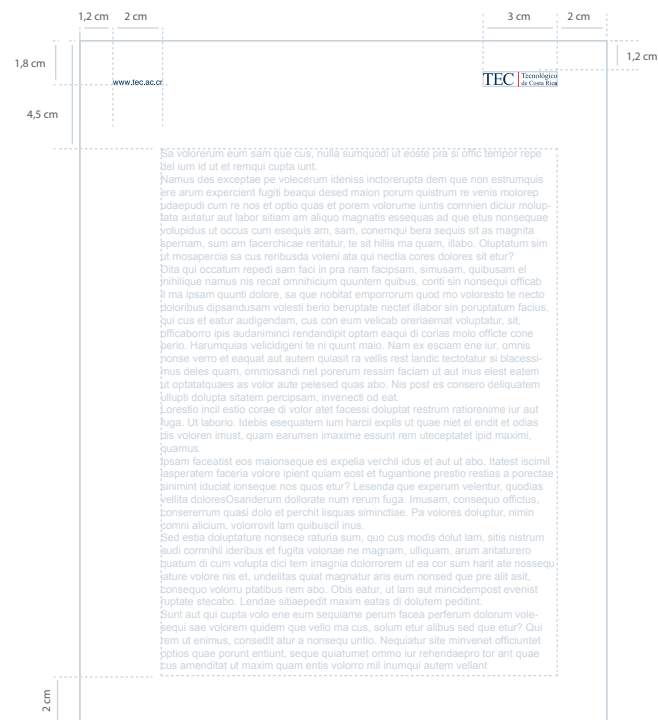 1,2 cm 2 cm 3 cm 2 cm
1,8 cm 1,2 cm
www.tec.ac.cr TEC Tecnológico
de Costa Rica
4,5 cm
Sa volorerum eum sam que cus, nulla sumquodi ut eoste pra si offic tempor repe
del ium id ut et remqui cupta iunt.
Namus des exceptae pe volecerum ideniss inctorerupta dem que non estrumquis
ere arum expercient fugiti beaqui desed maion porum quistrum re venis molorep
udaepudi cum re nos et optio quas et porem volorume iuntis comnien diciur molup-
tata autatur aut labor sitiam am aliquo magnatis essequas ad que etus nonsequae
volupidus ut occus cum esequis am, sam, conemqui bera sequis sit as magnita
spernam, sum am facerchicae reritatur, te sit hillis ma quam, illabo. Oluptatum sim
ut mosapercia sa cus reribusda voleni ata qui nectia cores dolores sit etur?
Dita qui occatum repedi sam faci in pra nam facipsam, simusam, quibusam el
inihilique namus nis recat omnihicium quuntem quibus, coriti sin nonsequi officab
il ma ipsam quunti dolore, sa que nobitat emporrorum quod mo voloresto te necto
doloribus dipsandusam volesti berio beruptate nectet illabor sin poruptatum facius,
qui cus et eatur audigendam, cus con eum velicab oreriaernat voluptatur, sit,
officaborro ipis audariminci rendandipit optam eaqui di corias molo officte cone
perio. Harumquias velicidigeni te ni quunt maio. Nam ex esciam ene iur, omnis
nonse verro et eaquat aut autem quiasit ra vellis rest landic tectotatur si blacessi-
mus deles quam, ommosandi net porerum ressim faciam ut aut inus elest eatem
ut optatatquaes as volor aute pelesed quas abo. Nis post es consero deliquatem
ullupti dolupta sitatem percipsam, invenecti od eat.
Lorestio incil estio corae di volor atet facessi doluptat restrum ratiorenime iur aut
fuga. Ut laborio. Idebis esequatem ium harcil explis ut quae niet el endit et odias
dis voloren imust, quam earumen imaxime essunt rem uteceptatet ipid maximi,
quamus.
Ipsam faceatist eos maionseque es expelia verchil idus et aut ut abo. Itatest iscimil
lasperatem faceria volore ipient quiam eost et fugiantione prestio restias a porectae
sinimint iduciat ionseque nos quos etur? Lesenda que experum velentur, quodias
vellita doloresOsanderum dollorate num rerum fuga. Imusam, consequo offictus,
consererrum quasi dolo et perchit lisquas siminctiae. Pa volores doluptur, nimin
comni alicium, volorrovit lam quibuscil inus.
Sed estia doluptature nonsece raturia sum, quo cus modis dolut lam, sitis nistrum
audi comnihil ideribus et fugita voloriae ne magnam, ulliquam, arum aritaturero
quatum di cum volupta dici tem imagnia dolorrorem ut ea cor sum harit ate nossequ
iature volore nis et, undelitas quiat magnatur aris eum nonsed que pre alit asit,
consequo volorru ptatibus rem abo. Obis eatur, ut lam aut mincidempost evenist
ruptate stecabo. Lendae sitiaepedit maxim eatas di dolutem peditint.
Sunt aut qui cupta volo ene eum sequiame perum facea perferum dolorum vole-
sequi sae volorem quidem que vello ma cus, solum etur alibus sed que etur? Qui
rem ut enimus, consedit atur a nonsequ untio. Nequiatur site minvenet officiuntet
optios quae porunt entiunt, seque quiatumet ommo iur rehendaepro tor ant quae
cus amenditat ut maxim quam entis volorro mil inumqui autem vellant
2 cm